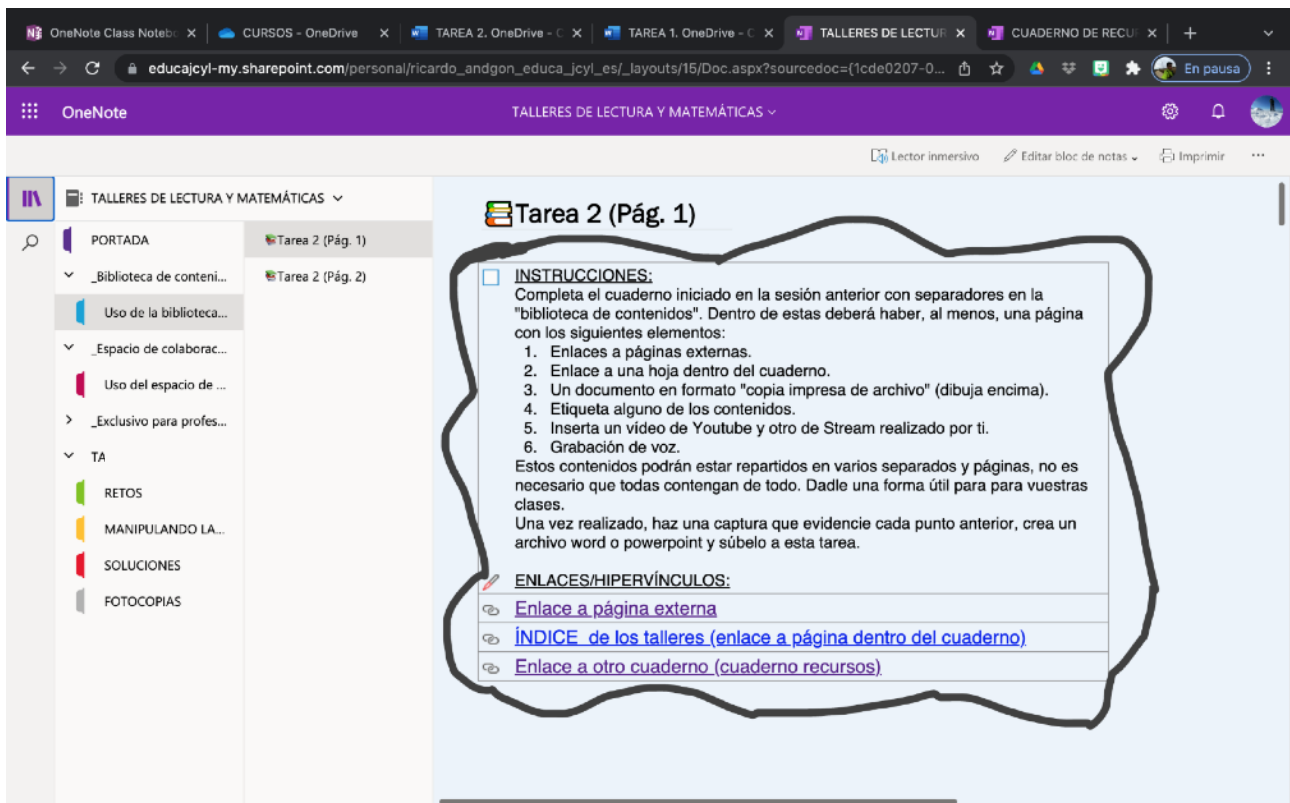 OneNote Class Notebo
CURSOS - OneDrive
TAREA 2. OneDrive - C
TAREA 1. OneDrive - C
TALLERES DE LECTUR
CUADERNO DE RECU
educajcyl-my.sharepoint.com/personal/ricardo_andgon_educa_jcyl_es/_layouts/15/Doc.aspx?sourcedoc={1cde0207-0...
En pausa
OneNote
TALLERES DE LECTURA Y MATEMÁTICAS
Lector inmersivo
Editar bloc de notas
Imprimir
TALLERES DE LECTURA Y MATEMÁTICAS
PORTADA
_Biblioteca de conteni...
Uso de la biblioteca...
_Espacio de colaborac...
Uso del espacio de ...
_Exclusivo para profes...
TA
RETOS
MANIPULANDO LA...
SOLUCIONES
FOTOCOPIAS
Tarea 2 (Pág. 1)
Tarea 2 (Pág. 2)
Tarea 2 (Pág. 1)
INSTRUCCIONES:
Completa el cuaderno iniciado en la sesión anterior con separadores en la
"biblioteca de contenidos". Dentro de estas deberá haber, al menos, una página
con los siguientes elementos:
1. Enlaces a páginas externas.
2. Enlace a una hoja dentro del cuaderno.
3. Un documento en formato "copia impresa de archivo" (dibuja encima).
4. Etiqueta alguno de los contenidos.
5. Inserta un vídeo de Youtube y otro de Stream realizado por ti.
6. Grabación de voz.
Estos contenidos podrán estar repartidos en varios separados y páginas, no es
necesario que todas contengan de todo. Dadle una forma útil para para vuestras
clases.
Una vez realizado, haz una captura que evidencie cada punto anterior, crea un
archivo word o powerpoint y súbelo a esta tarea.
ENLACES/HIPERVÍNCULOS:
Enlace a página externa
ÍNDICE  de los talleres (enlace a página dentro del cuaderno)
Enlace a otro cuaderno (cuaderno recursos)